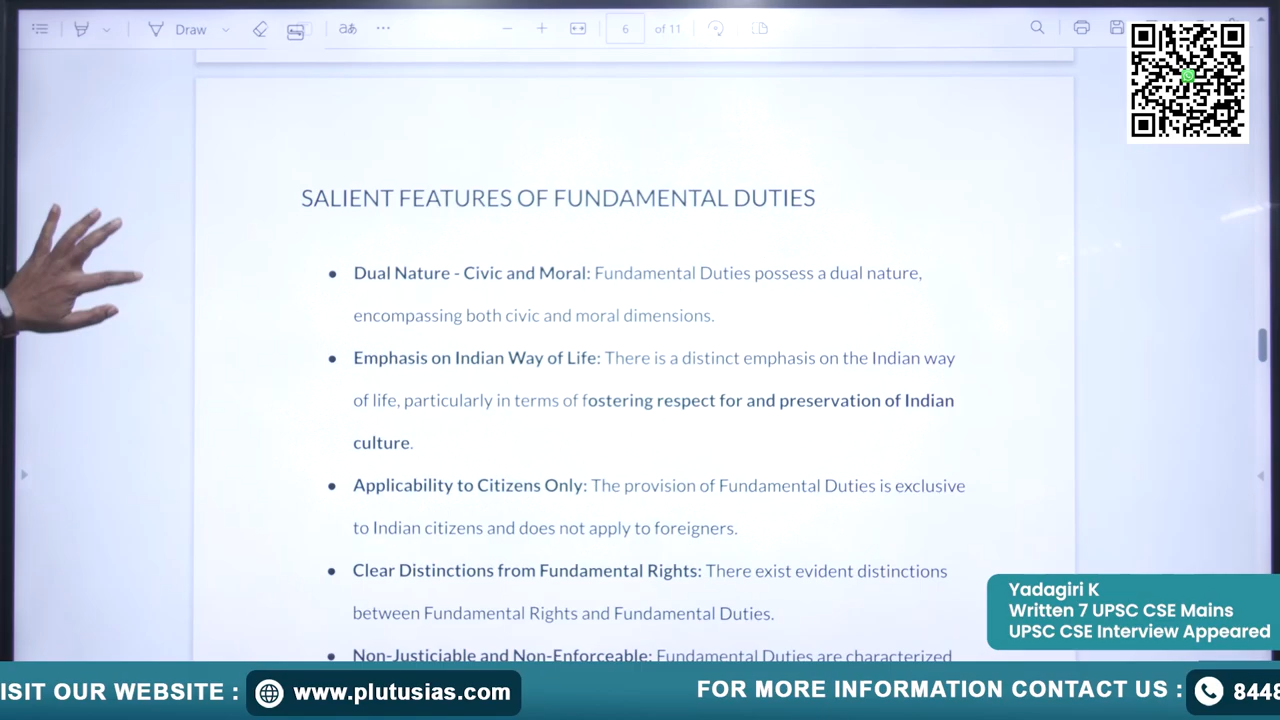 Draw
6
of 11
SALIENT FEATURES OF FUNDAMENTAL DUTIES
• Dual Nature - Civic and Moral: Fundamental Duties possess a dual nature,
encompassing both civic and moral dimensions.
• Emphasis on Indian Way of Life: There is a distinct emphasis on the Indian way
of life, particularly in terms of fostering respect for and preservation of Indian
culture.
• Applicability to Citizens Only: The provision of Fundamental Duties is exclusive
to Indian citizens and does not apply to foreigners.
• Clear Distinctions from Fundamental Rights: There exist evident distinctions
between Fundamental Rights and Fundamental Duties.
• Non-Justiciable and Non-Enforceable: Fundamental Duties are characterized
Yadagiri K
Written 7 UPSC CSE Mains
UPSC CSE Interview Appeared
ISIT OUR WEBSITE : www.plutusias.com
FOR MORE INFORMATION CONTACT US : 8448